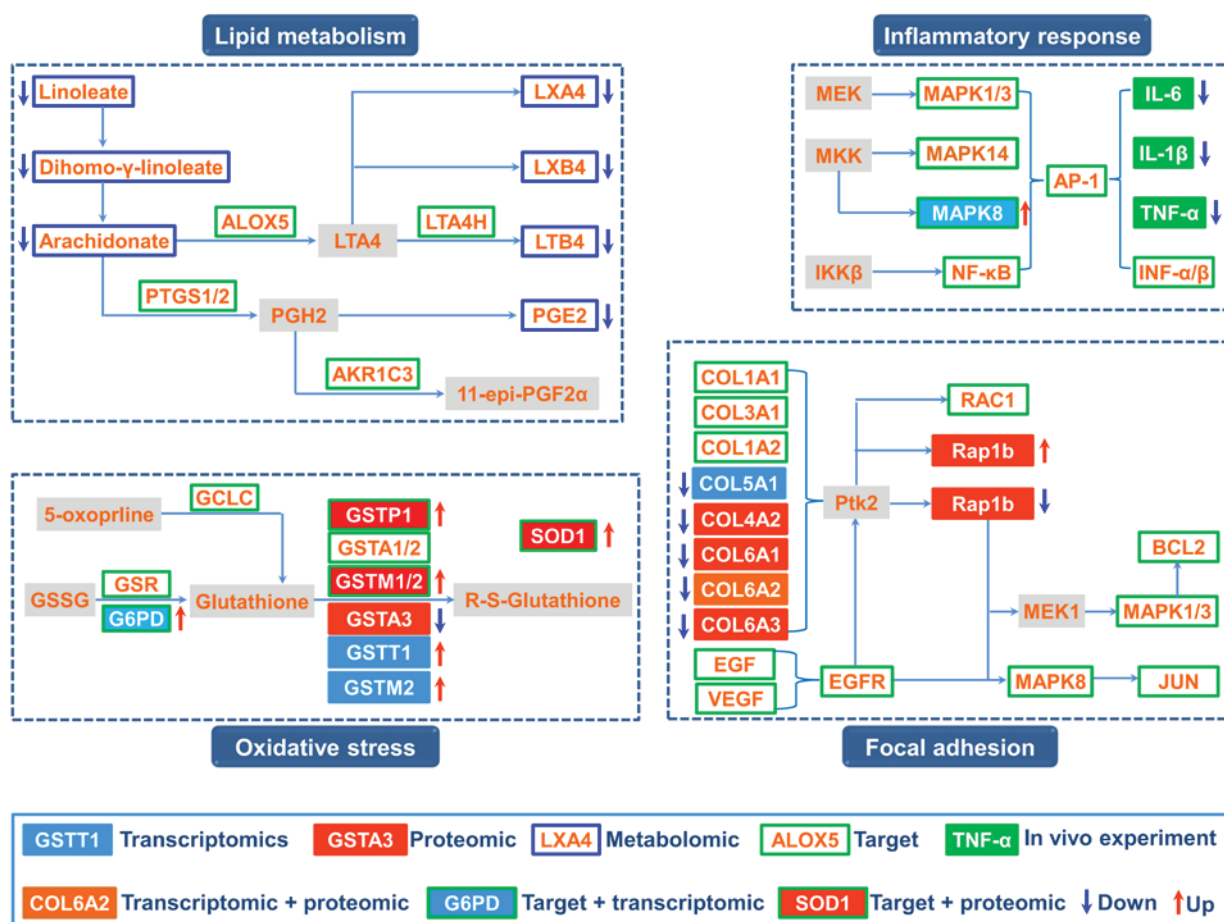 Lipid metabolism
Linoleate
LXA4
Dihomo-γ-linoleate
LXB4
ALOX5
LTA4H
Arachidonate
LTA4
LTB4
PTGS1/2
PGH2
PGE2
AKR1C3
11-epi-PGF2α
Inflammatory response
MEK
MAPK1/3
IL-6
MKK
MAPK14
IL-1β
AP-1
MAPK8
TNF-α
IKKβ
NF-κB
INF-α/β
GCLC
5-oxoprline
GSTP1
SOD1
GSTA1/2
GSR
GSTM1/2
GSSG
Glutathione
R-S-Glutathione
G6PD
GSTA3
GSTT1
GSTM2
Oxidative stress
COL1A1
RAC1
COL3A1
COL1A2
Rap1b
COL5A1
Ptk2
Rap1b
COL4A2
COL6A1
BCL2
COL6A2
MEK1
MAPK1/3
COL6A3
EGF
EGFR
MAPK8
JUN
VEGF
Focal adhesion
GSTT1 Transcriptomics GSTA3 Proteomic LXA4 Metabolomic ALOX5 Target TNF-α In vivo experiment
COL6A2 Transcriptomic + proteomic G6PD Target + transcriptomic SOD1 Target + proteomic Down Up